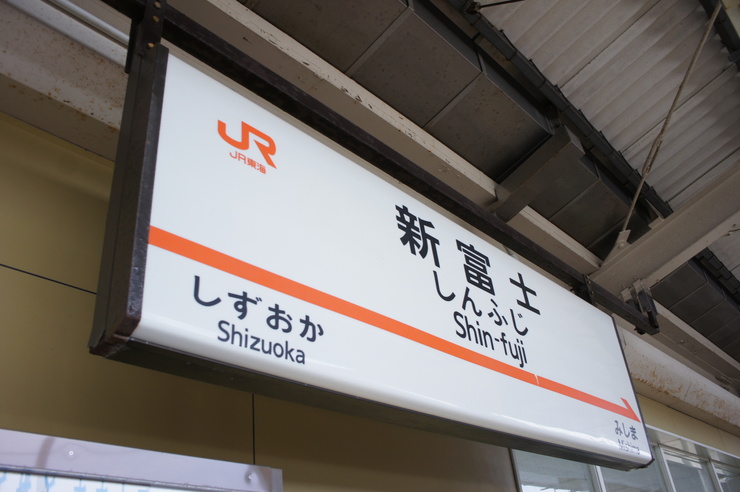 JR
JR東海
新富士
しんふじ
Shin-fuji
しずおか
Shizuoka
みしま
Mishima